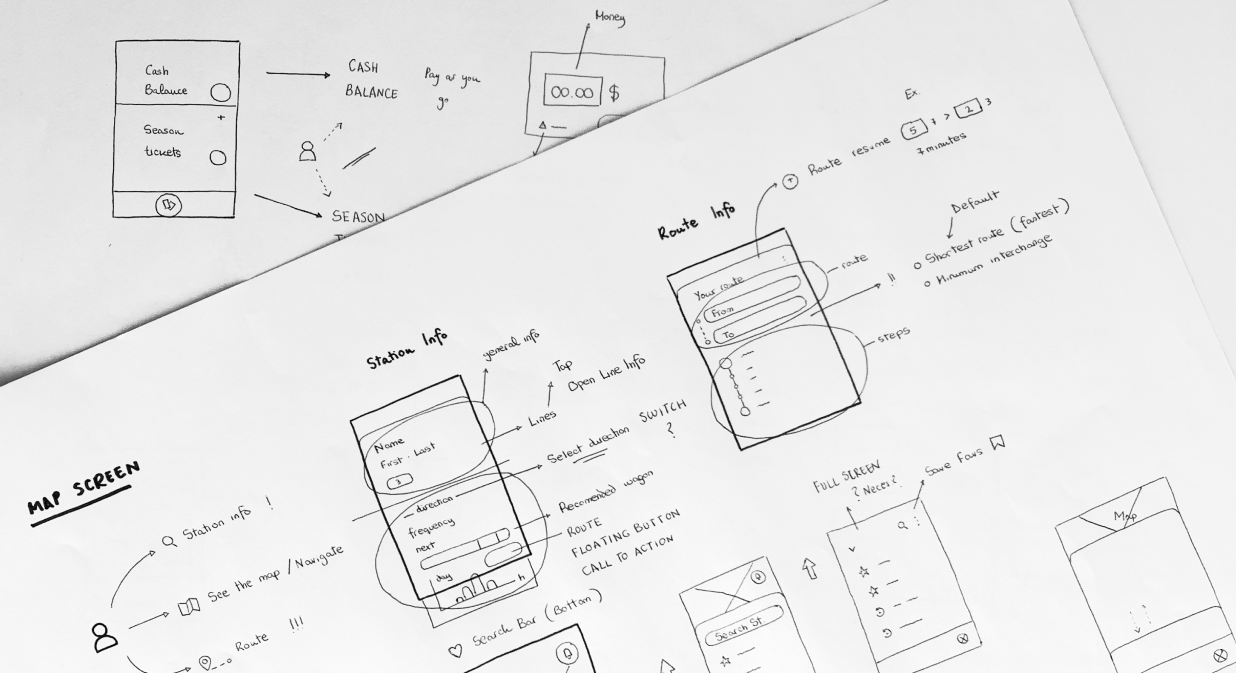 Cash
Balance
+
Season
tickets
CASH
BALANCE
Pay as you
go
SEASON
Money
00.00 $
Route Info
Your route
From
To
route
steps
Route resume
Ex.
5 7 > 2 3
7 minutes
!!
Default
Shortest route (fastest)
Minimum interchange
Station Info
Name
First - Last
3
direction
frequency
next
day
h
general info
Lines
Tap
Open Line Info
Select direction SWITCH
?
Recomended wagon
ROUTE
FLOATING BUTTON
CALL TO ACTION
MAP SCREEN
Station info !
See the map / Navigate
Route !!!
Search Bar (Bottom)
Search St
FULL SCREEN
? Neces?
Save Favs
Map